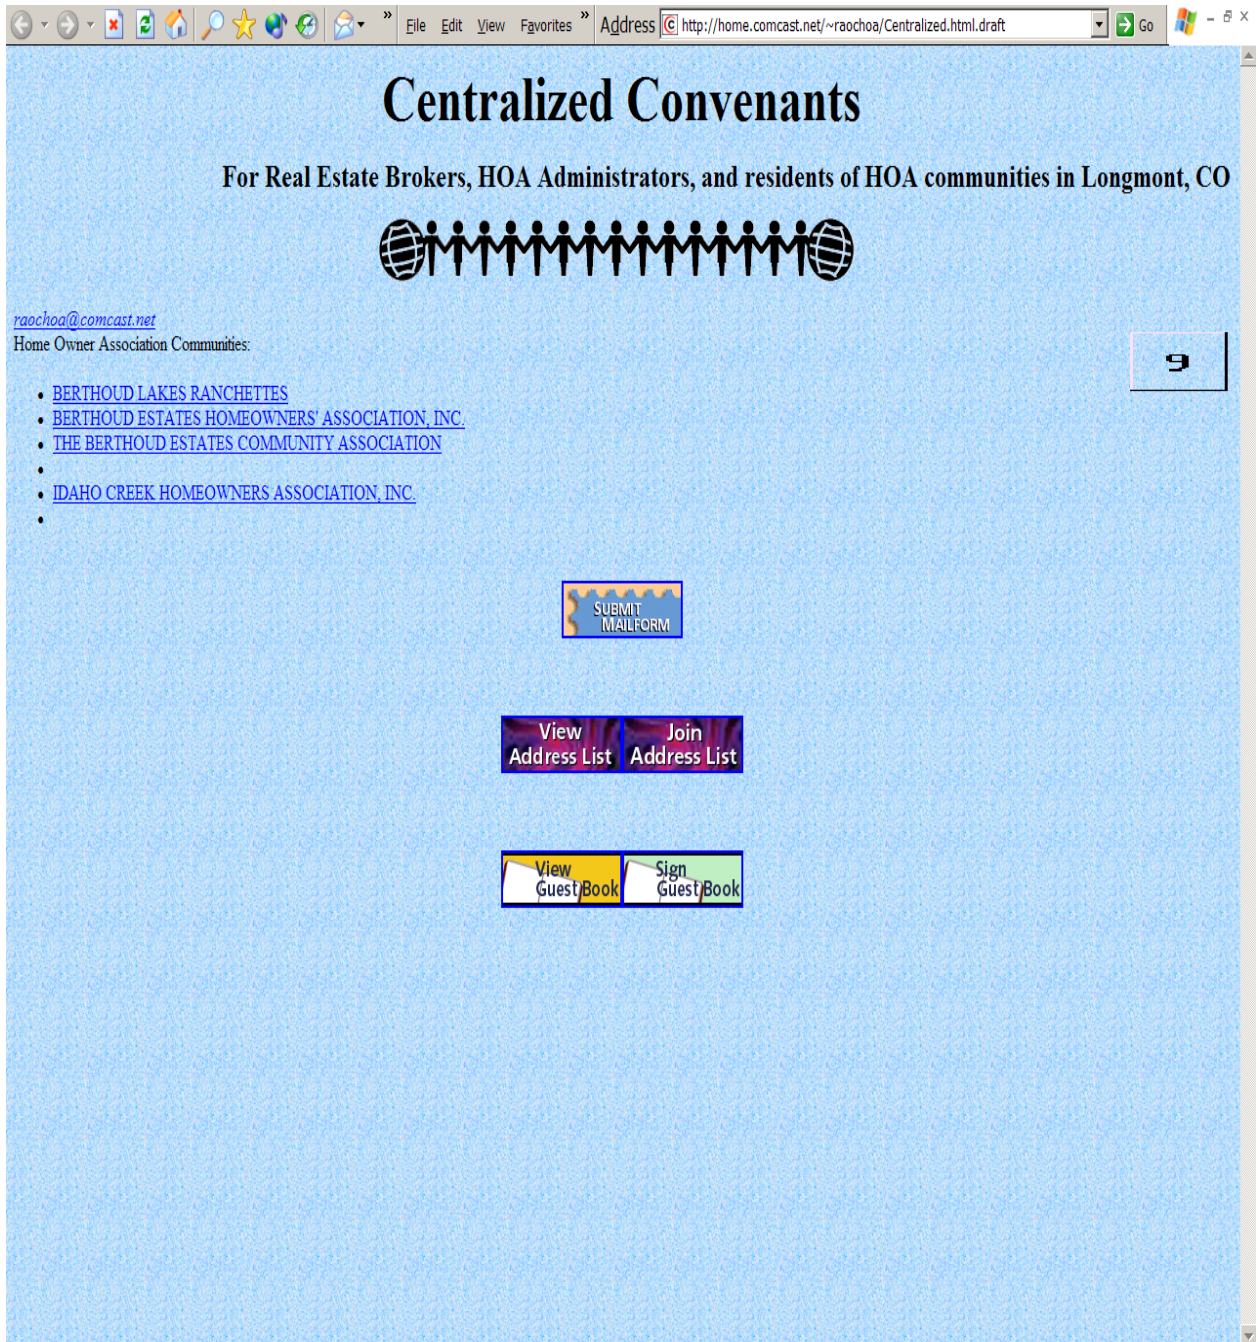 » File Edit View Favorites » Address http://home.comcast.net/~raochoa/Centralized.html.draft Go
Centralized Convenants
For Real Estate Brokers, HOA Administrators, and residents of HOA communities in Longmont, CO
raochoa@comcast.net
Home Owner Association Communities:
9
• BERTHOUD LAKES RANCHETTES
• BERTHOUD ESTATES HOMEOWNERS' ASSOCIATION, INC.
• THE BERTHOUD ESTATES COMMUNITY ASSOCIATION
•
• IDAHO CREEK HOMEOWNERS ASSOCIATION, INC.
•
SUBMIT
MAILFORM
View Join
Address List Address List
View Sign
Guest Book Guest Book